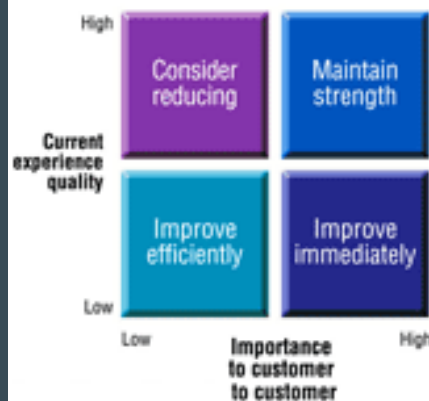 High
Consider
reducing
Maintain
strength
Current
experience
quality
Improve
efficiently
Improve
immediately
Low
Low
High
Importance
to customer
to customer